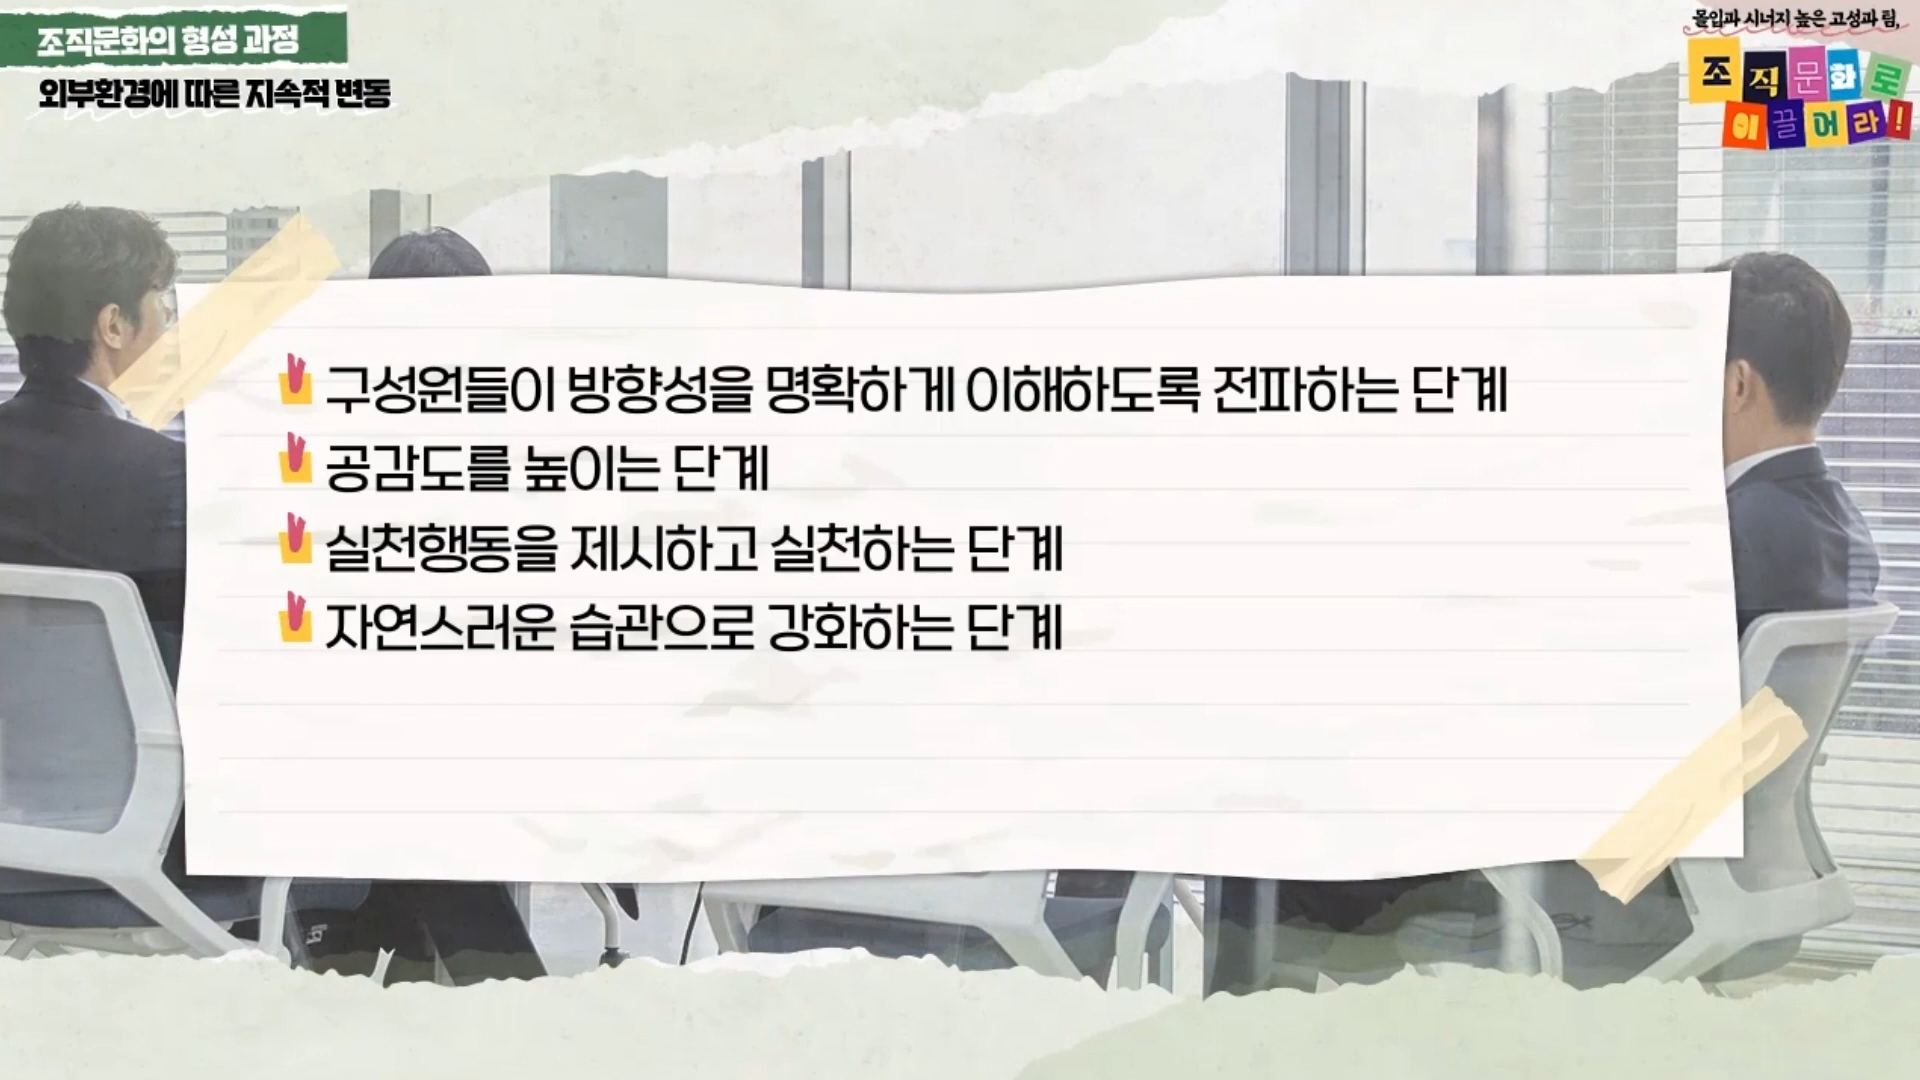 조직문화의 형성 과정
외부환경에 따른 지속적 변동
몰입과 시너지 높은 고성과 팀,
조직문화로
이끌어라!
구성원들이 방향성을 명확하게 이해하도록 전파하는 단계
공감도를 높이는 단계
실천행동을 제시하고 실천하는 단계
자연스러운 습관으로 강화하는 단계